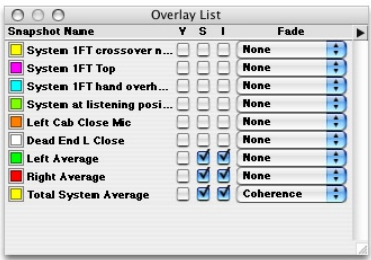 Overlay List
Snapshot Name Y S I Fade
System 1FT crossover n... None
System 1FT Top None
System 1FT hand overh... None
System at listening posi... None
Left Cab Close Mic None
Dead End L Close None
Left Average None
Right Average None
Total System Average Coherence